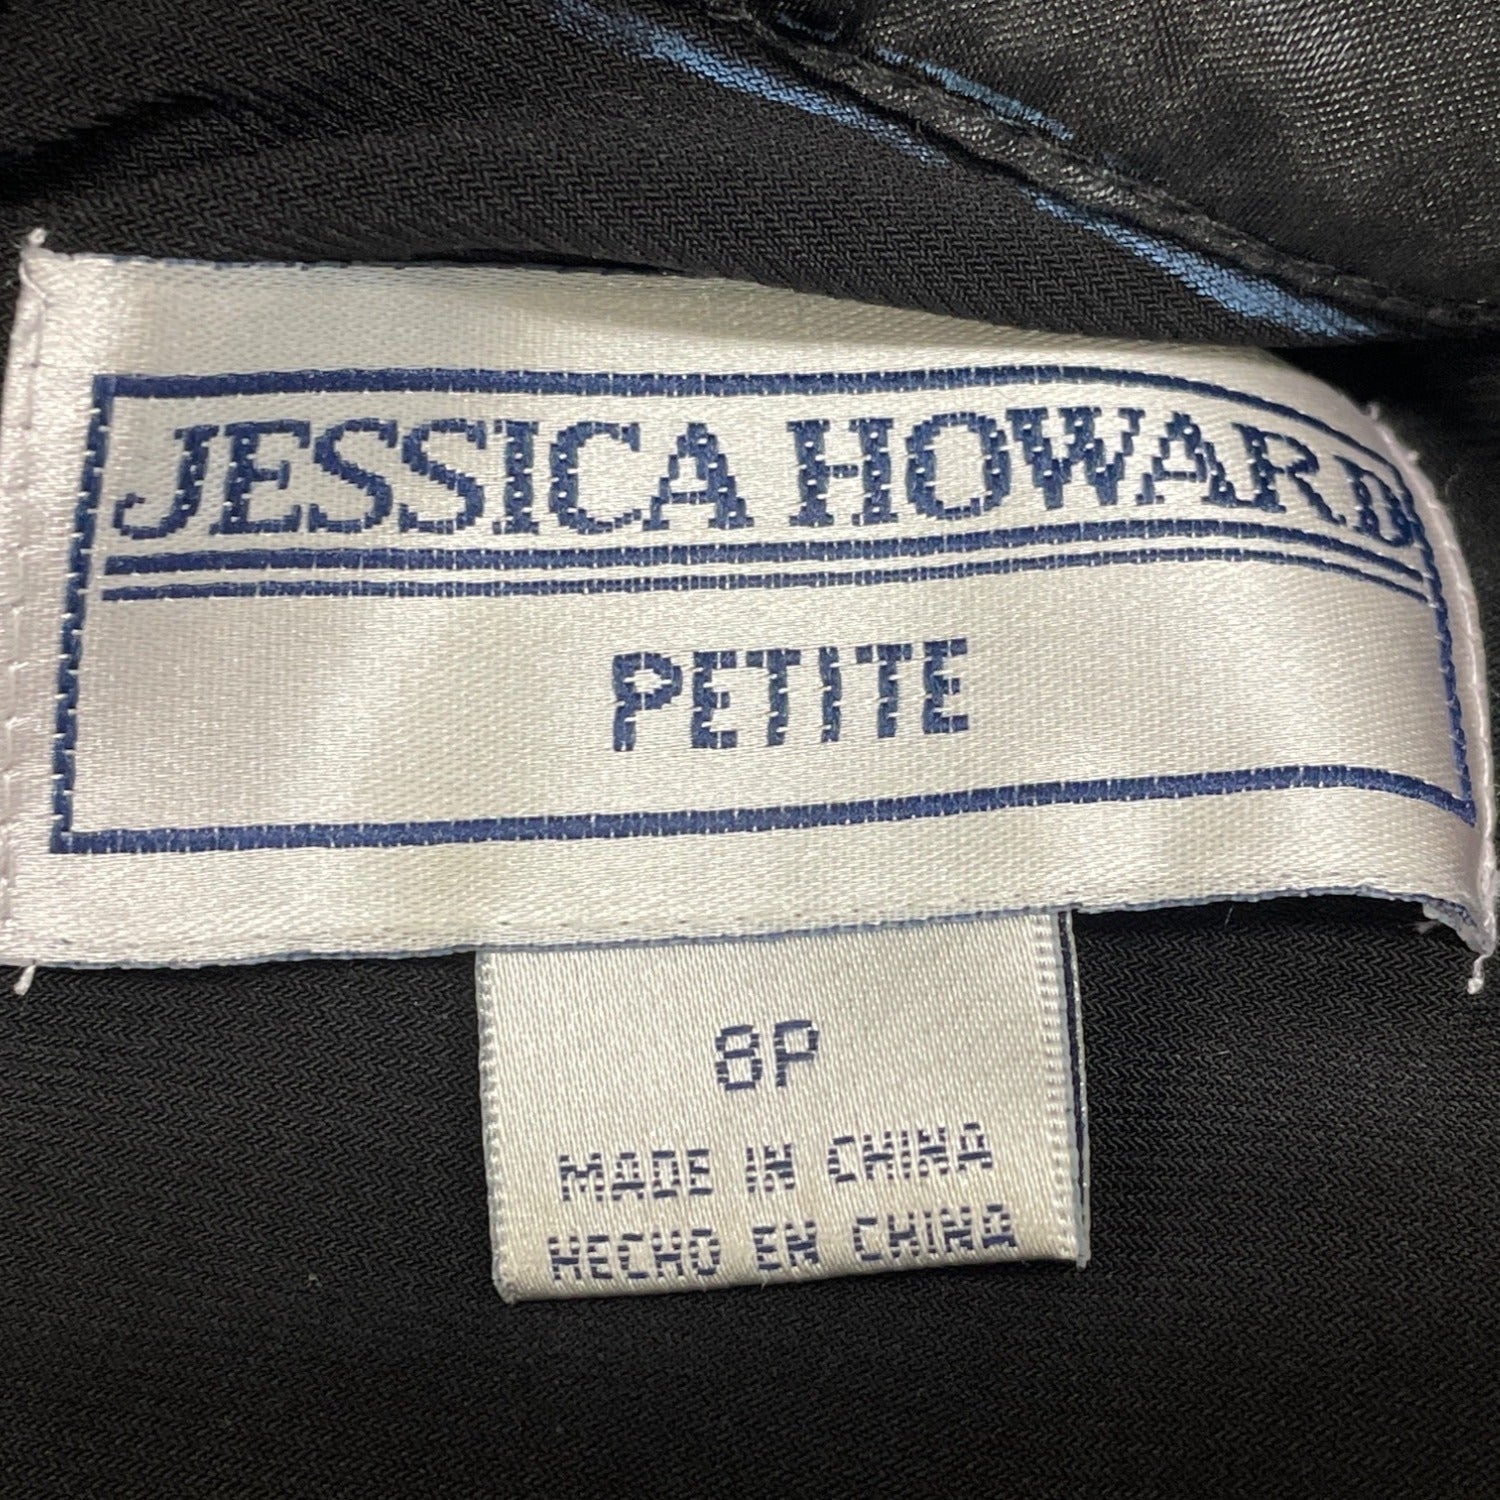 JESSICA HOWARD
PETITE
8P
MADE IN CHINA
HECHO EN CHINA